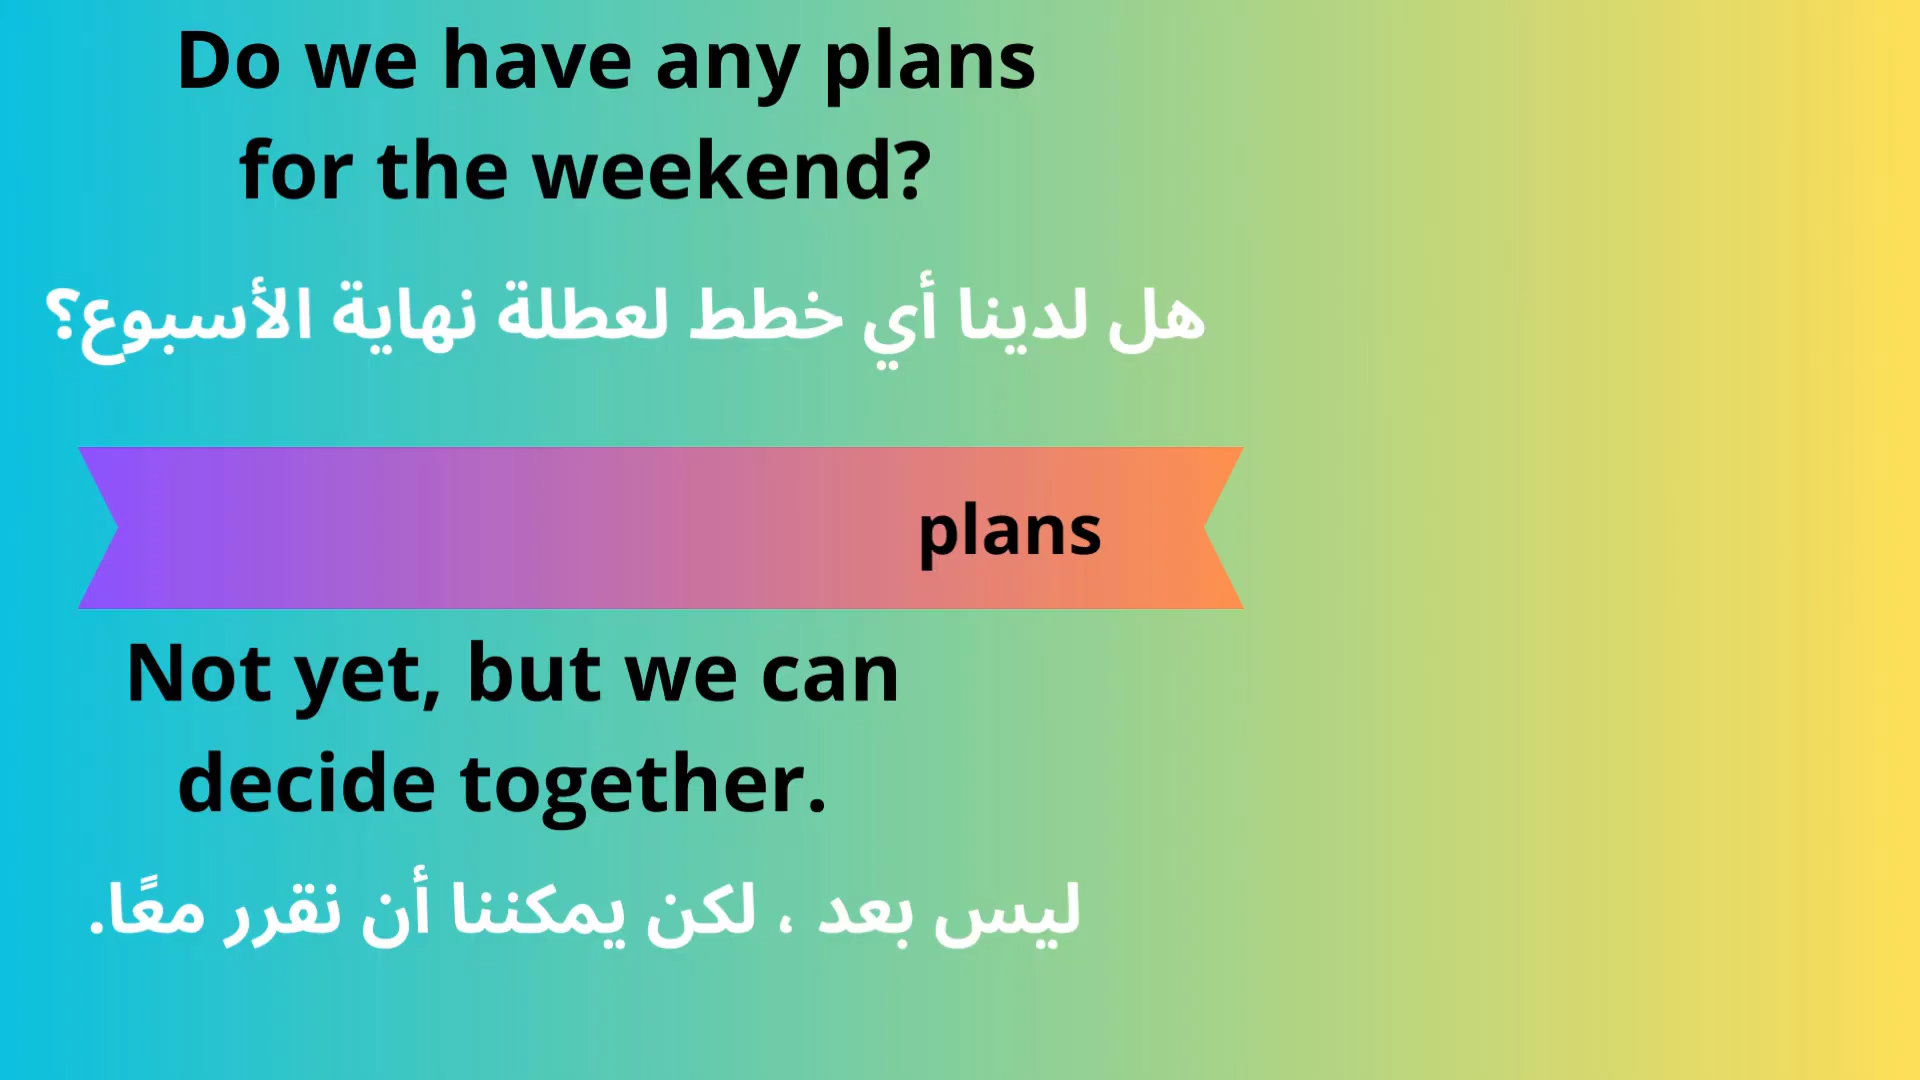 Do we have any plans
for the weekend?
هل لدينا أي خطط لعطلة نهاية الأسبوع؟
plans
Not yet, but we can
decide together.
ليس بعد ، لكن يمكننا أن نقرر معًا.